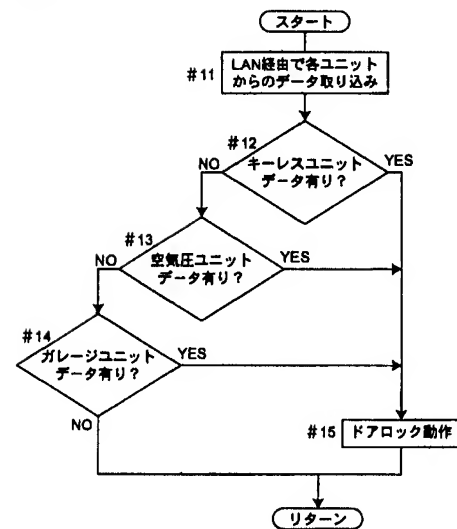 スタート
#11
LAN経由で各ユニット
からのデータ取り込み
#12
NO
キーレスユニット
データ有り?
YES
#13
NO
空気圧ユニット
データ有り?
YES
#14
ガレージユニット
データ有り?
YES
NO
#15
ドアロック動作
リターン